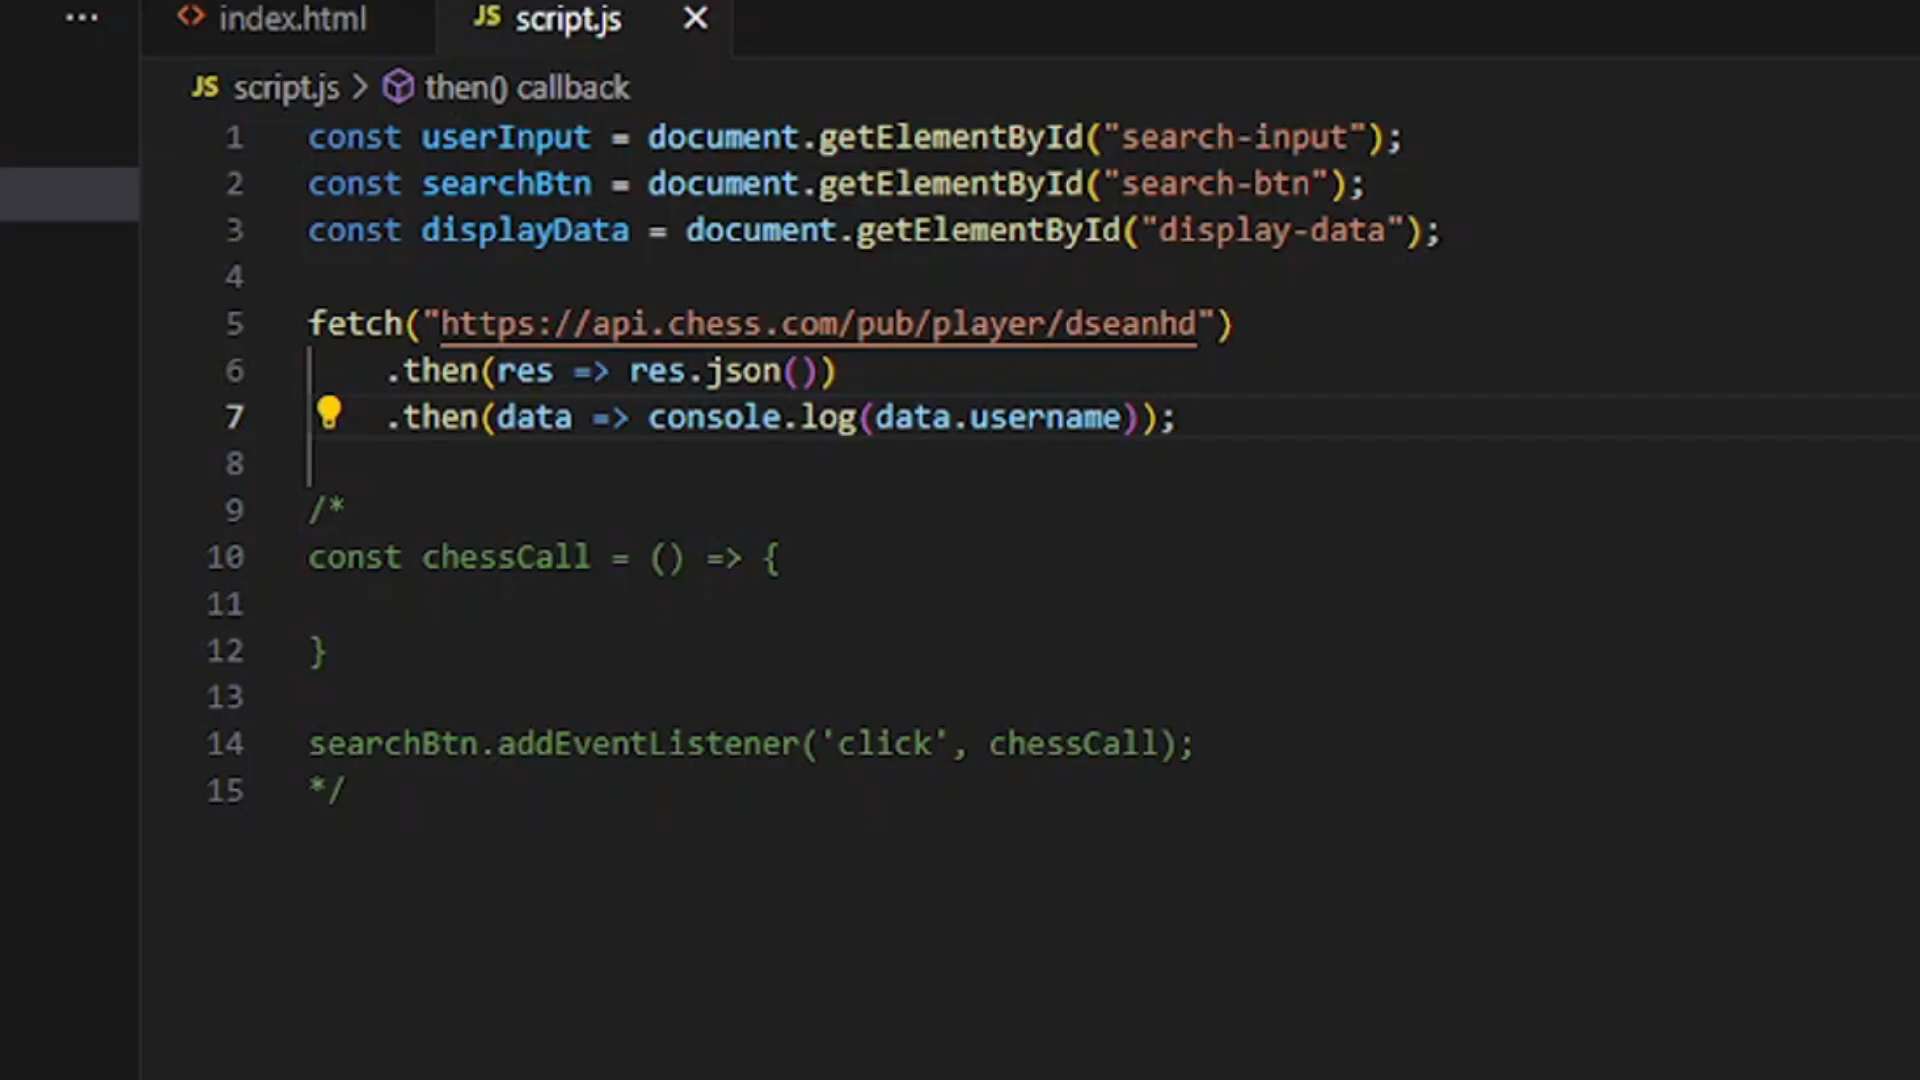 ... index.html JS script.js ×
JS script.js > then() callback
1 const userInput = document.getElementById("search-input");
2 const searchBtn = document.getElementById("search-btn");
3 const displayData = document.getElementById("display-data");
4
5 fetch("https://api.chess.com/pub/player/dseanhd")
6     .then(res => res.json())
7     .then(data => console.log(data.username));
8
9 /*
10 const chessCall = () => {
11
12 }
13
14 searchBtn.addEventListener('click', chessCall);
15 */